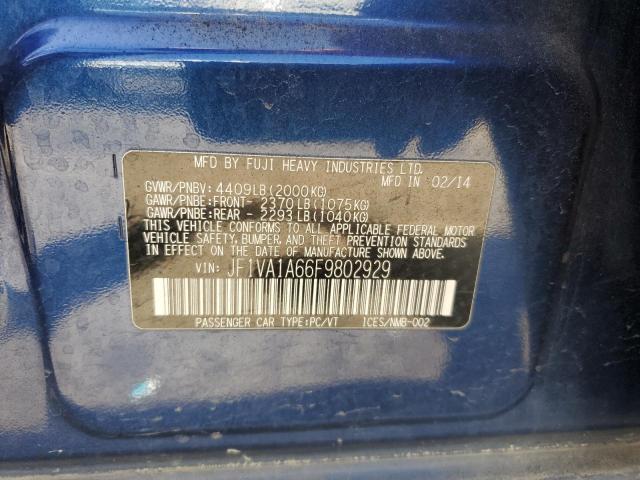 MFD BY FUJI HEAVY INDUSTRIES LTD.
MFD IN 02/14
GVWR/PNBV: 4409LB(2000KG)
GAWR/PNBE:FRONT- 2370LB(1075KG)
GAWR/PNBE:REAR - 2293LB(1040KG)
THIS VEHICLE CONFORMS TO ALL APPLICABLE FEDERAL MOTOR
VEHICLE SAFETY, BUMPER, AND THEFT PREVENTION STANDARDS
IN EFFECT ON THE DATE OF MANUFACTURE SHOWN ABOVE.
VIN: JF1VA1A66F9802929
PASSENGER CAR TYPE:PC/VT ICES/NMB-002